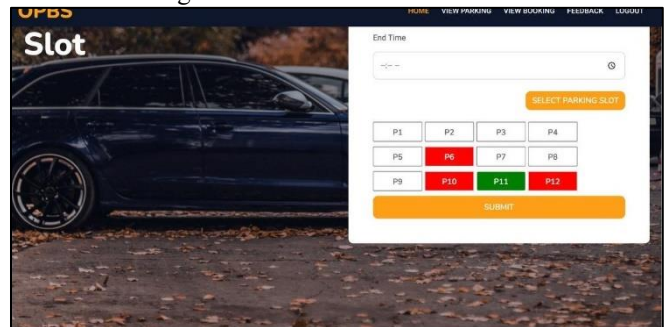 OPBS
HOME VIEW PARKING VIEW BOOKING FEEDBACK LOGOUT
Slot
End Time
--:-- --
SELECT PARKING SLOT
P1 P2 P3 P4
P5 P6 P7 P8
P9 P10 P11 P12
SUBMIT